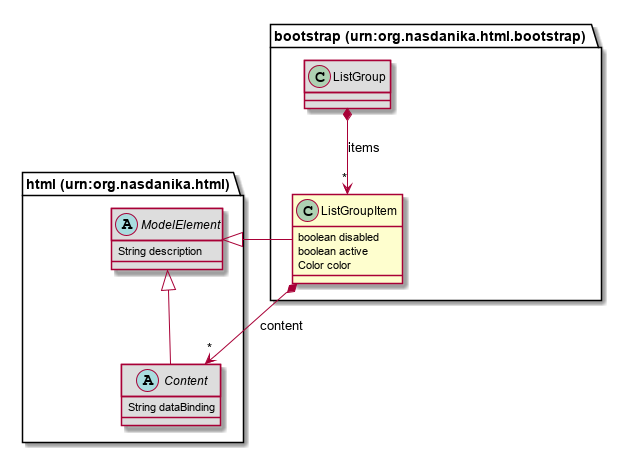 bootstrap (urn:org.nasdanika.html.bootstrap)
C ListGroup
items
*
html (urn:org.nasdanika.html)
C ListGroupItem
boolean disabled
boolean active
Color color
A ModelElement
String description
content
*
A Content
String dataBinding